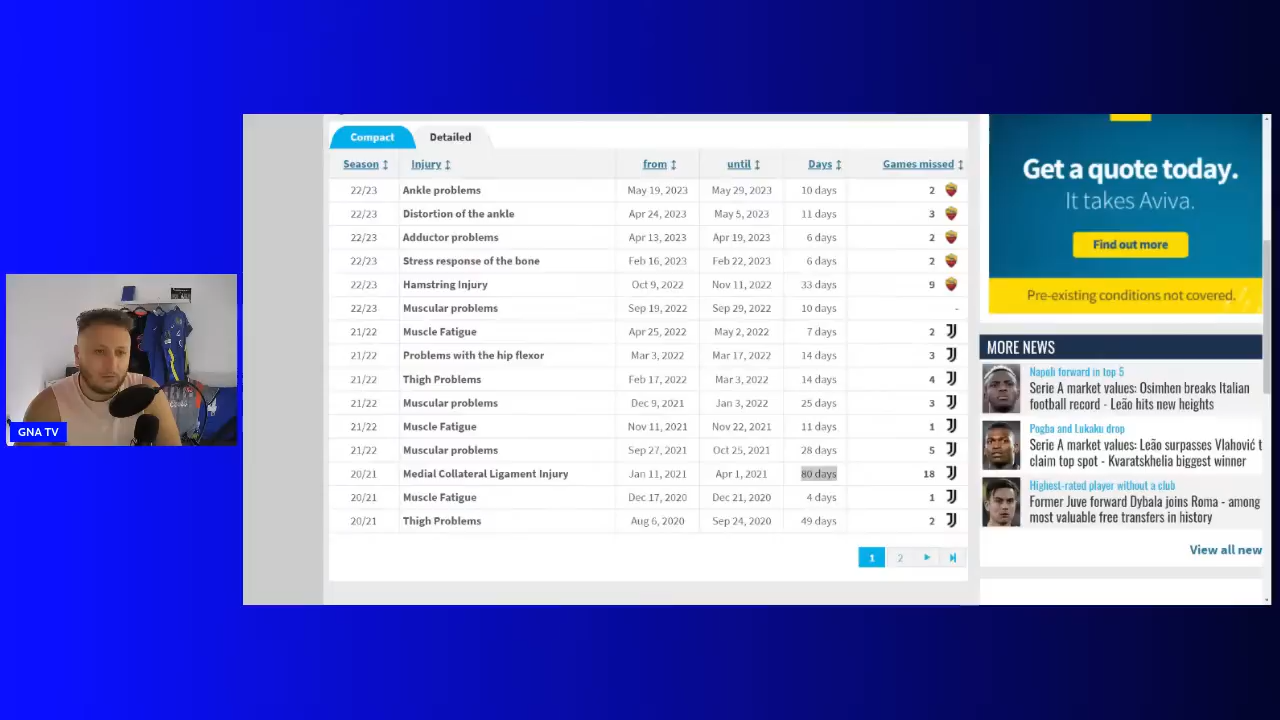 Compact Detailed
Season Injury from until Days Games missed
22/23 Ankle problems May 19, 2023 May 29, 2023 10 days 2
22/23 Distortion of the ankle Apr 24, 2023 May 5, 2023 11 days 3
22/23 Adductor problems Apr 13, 2023 Apr 19, 2023 6 days 2
22/23 Stress response of the bone Feb 16, 2023 Feb 22, 2023 6 days 2
22/23 Hamstring Injury Oct 9, 2022 Nov 11, 2022 33 days 9
22/23 Muscular problems Sep 19, 2022 Sep 29, 2022 10 days -
21/22 Muscle Fatigue Apr 25, 2022 May 2, 2022 7 days 2
21/22 Problems with the hip flexor Mar 3, 2022 Mar 17, 2022 14 days 3
21/22 Thigh Problems Feb 17, 2022 Mar 3, 2022 14 days 4
21/22 Muscular problems Dec 9, 2021 Jan 3, 2022 25 days 3
21/22 Muscle Fatigue Nov 11, 2021 Nov 22, 2021 11 days 1
21/22 Muscular problems Sep 27, 2021 Oct 25, 2021 28 days 5
20/21 Medial Collateral Ligament Injury Jan 11, 2021 Apr 1, 2021 80 days 18
20/21 Muscle Fatigue Dec 17, 2020 Dec 21, 2020 4 days 1
20/21 Thigh Problems Aug 6, 2020 Sep 24, 2020 49 days 2
1 2
Get a quote today.
It takes Aviva.
Find out more
Pre-existing conditions not covered.
MORE NEWS
Napoli forward in top 5
Serie A market values: Osimhen breaks Italian
football record - Leão hits new heights
Pogba and Lukaku drop
Serie A market values: Leão surpasses Vlahović t
claim top spot - Kvaratskhelia biggest winner
Highest-rated player without a club
Former Juve forward Dybala joins Roma - among
most valuable free transfers in history
View all new
GNA TV